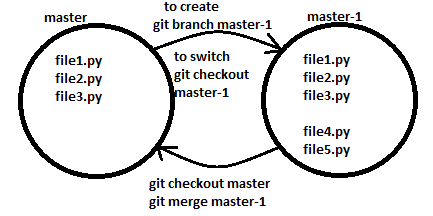 master
file1.py
file2.py
file3.py
to create
git branch master-1
to switch
git checkout
master-1
master-1
file1.py
file2.py
file3.py
file4.py
file5.py
git checkout master
git merge master-1